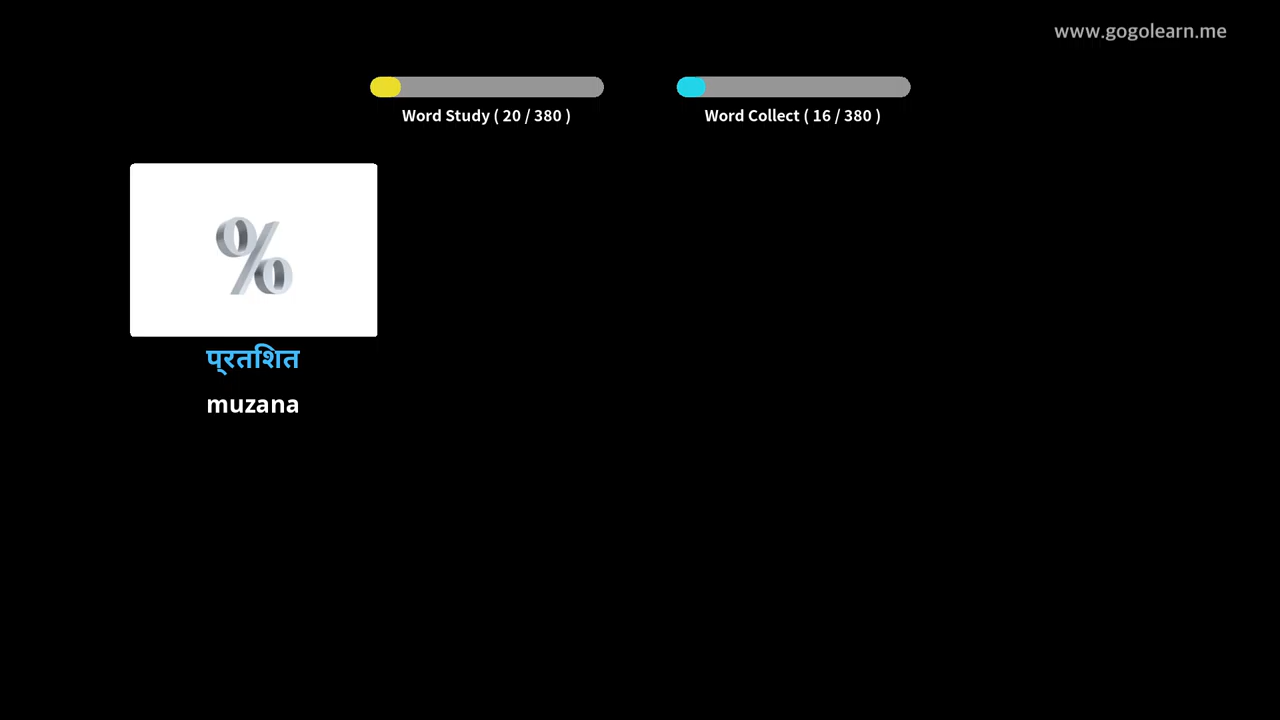 www.gogolearn.me
Word Study ( 20 / 380 )
Word Collect ( 16 / 380 )
%
प्रतिशत
muzana